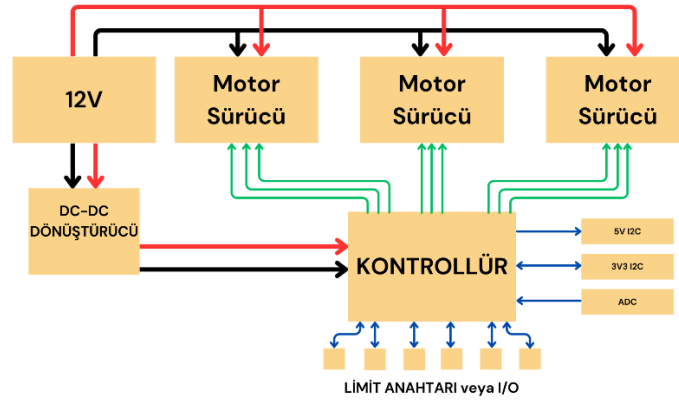 12V
Motor
Sürücü
Motor
Sürücü
Motor
Sürücü
DC-DC
DÖNÜŞTÜRÜCÜ
KONTROLLÜR
5V I2C
3V3 I2C
ADC
LİMİT ANAHTARI veya I/O